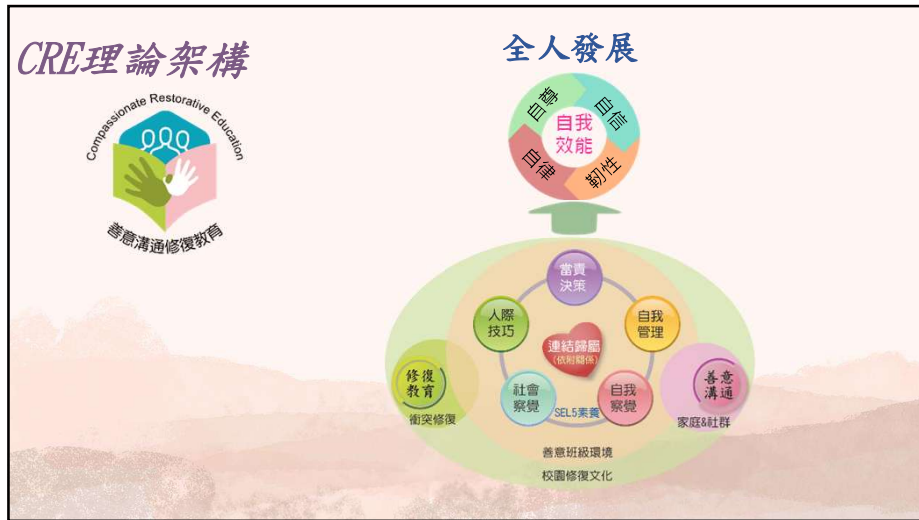 CRE理論架構
Compassionate Restorative Education
善意溝通修復教育
全人發展
自尊
自信
自我
效能
自律
韌性
當責
決策
人際
技巧
自我
管理
連結歸屬
(依附關係)
修復
教育
衝突修復
社會
察覺
自我
察覺
SEL5素養
善意
溝通
家庭&社群
善意班級環境
校園修復文化